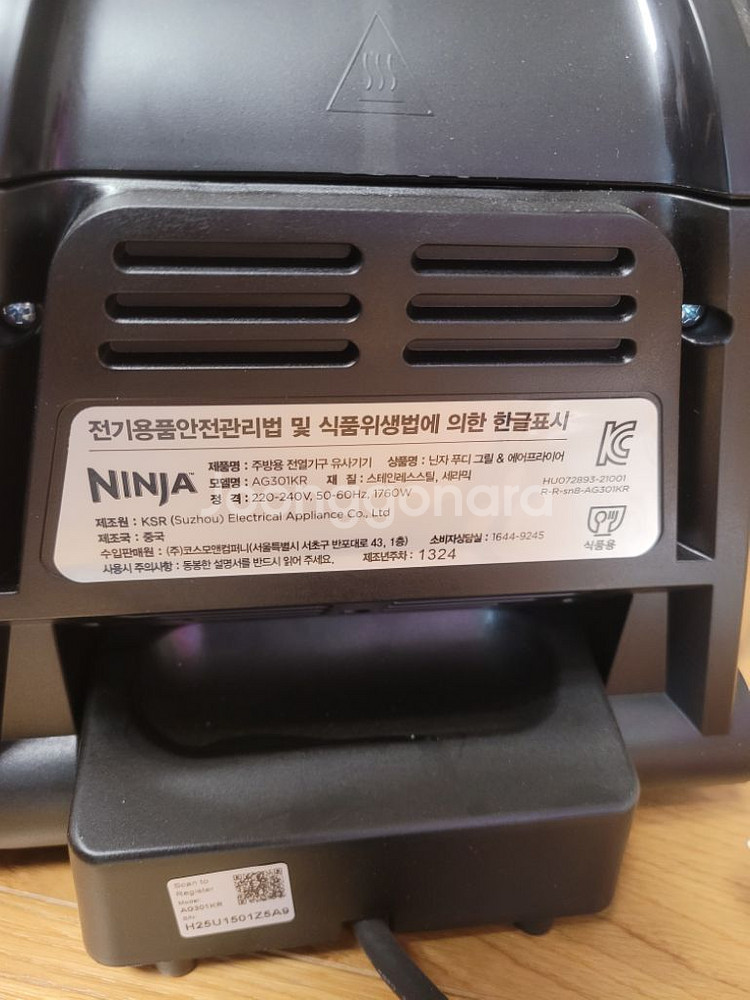 전기용품안전관리법 및 식품위생법에 의한 한글표시
NINJA
제품명 : 주방용 전열기구 유사기기 상품명 : 닌자 푸디 그릴 & 에어프라이어
모델명 : AG301KR 재 질 : 스테인레스스틸, 세라믹
정 격 : 220-240V, 50-60Hz, 1760W
HU072893-21001
R-R-snB-AG301KR
제조원 : KSR (Suzhou) Electrical Appliance Co., Ltd
제조국 : 중국
수입판매원 : (주)코스모앤컴퍼니(서울특별시 서초구 반포대로 43, 1층) 소비자상담실 : 1644-9245
사용시 주의사항 : 동봉한 설명서를 반드시 읽어 주세요. 제조년주차 : 1324
식품용
joonggonara
Scan to
Register
Model:
AG301KR
S/N:
H25U1501Z5A9